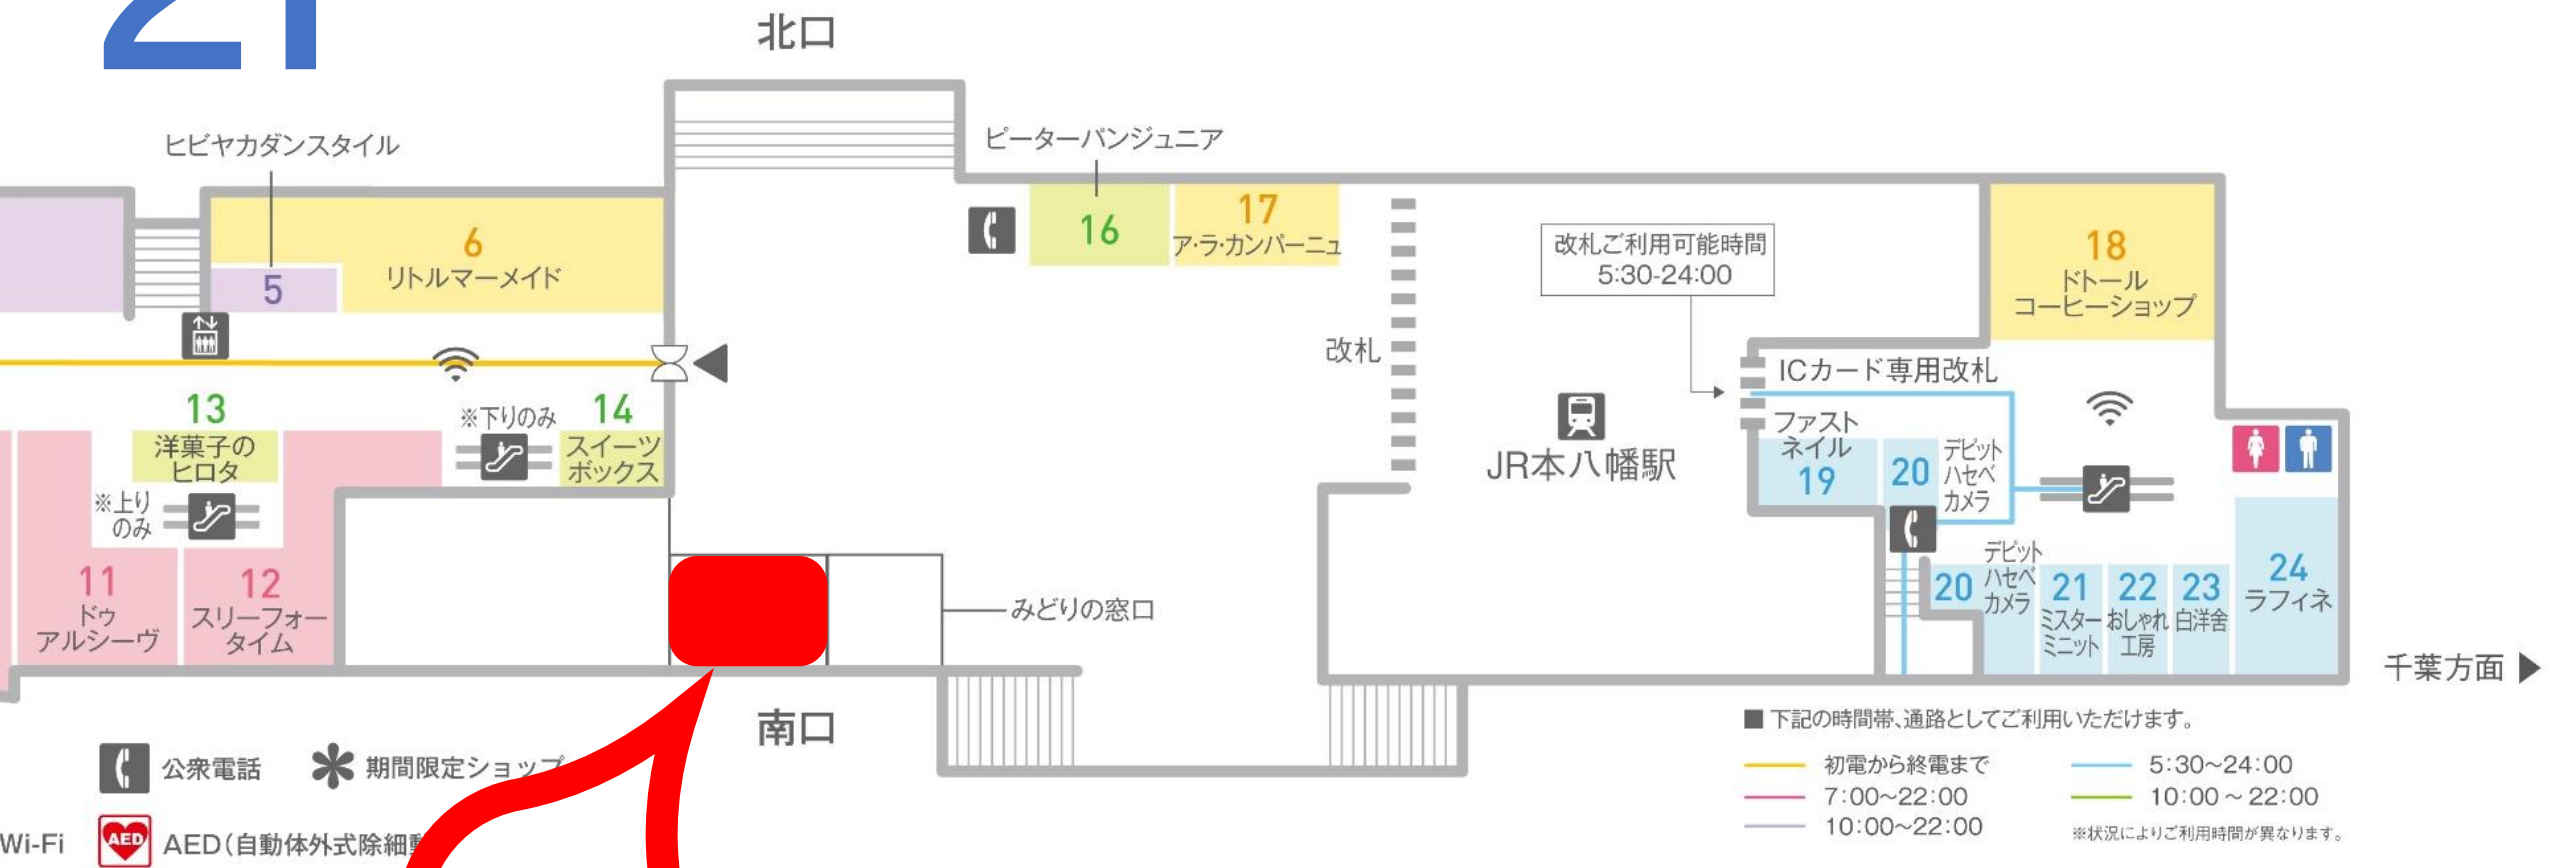 北口
ヒビヤカダンスタイル
ピーターパンジュニア
5
6
リトルマーメイド
16
17
ア・ラ・カンパーニュ
改札ご利用可能時間
5:30-24:00
18
ドトール
コーヒーショップ
改札
ICカード専用改札
JR本八幡駅
13
洋菓子の
ヒロタ
※下りのみ
14
スイーツ
ボックス
※上り
のみ
ファスト
ネイル
19
20
デビット
ハセベ
カメラ
11
ドゥ
アルシーヴ
12
スリーフォー
タイム
みどりの窓口
20
デビット
ハセベ
カメラ
21
ミスター
ミニット
22
おしゃれ
工房
23
白洋舍
24
ラフィネ
千葉方面
南口
公衆電話
期間限定ショップ
Wi-Fi
AED
AED(自動体外式除細動
■下記の時間帯、通路としてご利用いただけます。
初電から終電まで
7:00〜22:00
10:00〜22:00
5:30〜24:00
10:00〜22:00
※状況によりご利用時間が異なります。